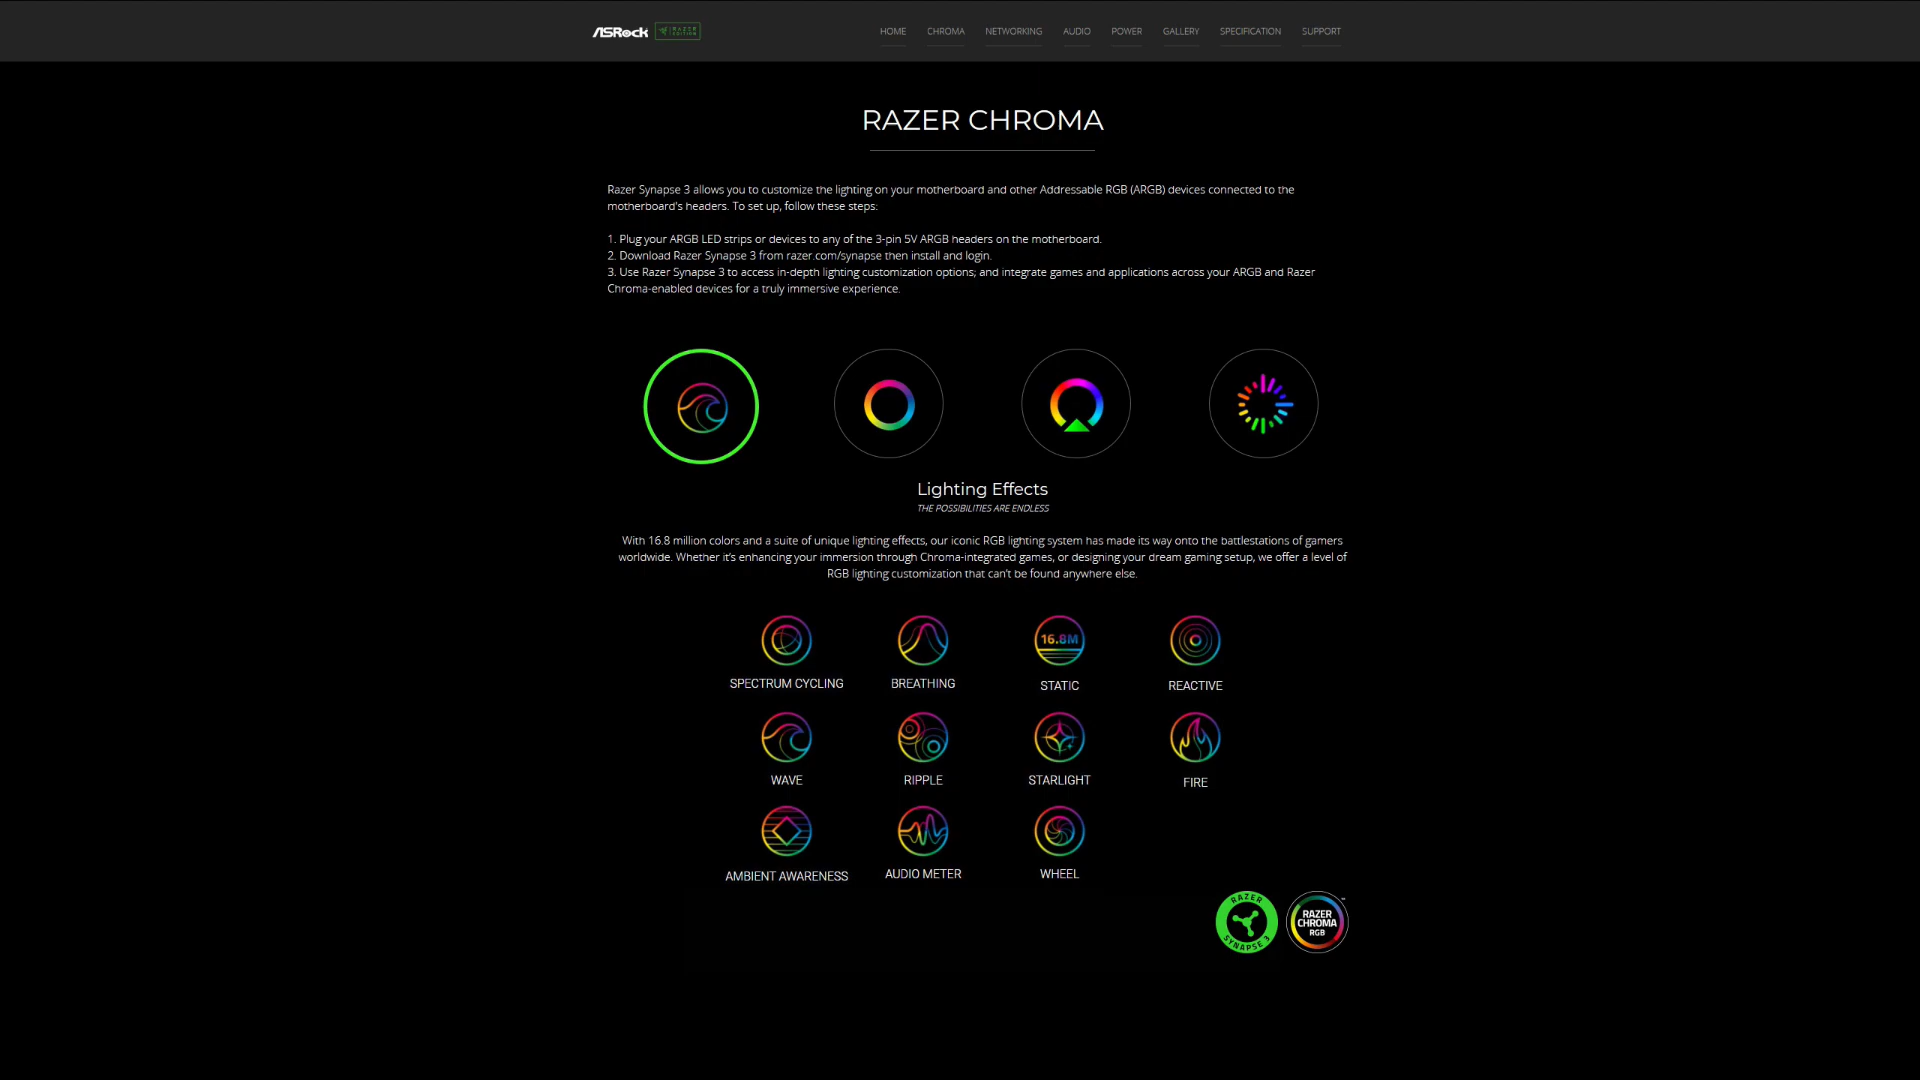 ASRock RAZER EDITION HOME CHROMA NETWORKING AUDIO POWER GALLERY SPECIFICATION SUPPORT
RAZER CHROMA
Razer Synapse 3 allows you to customize the lighting on your motherboard and other Addressable RGB (ARGB) devices connected to the
motherboard's headers. To set up, follow these steps:
1. Plug your ARGB LED strips or devices to any of the 3-pin 5V ARGB headers on the motherboard.
2. Download Razer Synapse 3 from razer.com/synapse then install and login.
3. Use Razer Synapse 3 to access in-depth lighting customization options; and integrate games and applications across your ARGB and Razer
Chroma-enabled devices for a truly immersive experience.
Lighting Effects
THE POSSIBILITIES ARE ENDLESS
With 16.8 million colors and a suite of unique lighting effects, our iconic RGB lighting system has made its way onto the battlestations of gamers
worldwide. Whether it's enhancing your immersion through Chroma-integrated games, or designing your dream gaming setup, we offer a level of
RGB lighting customization that can't be found anywhere else.
16.8M
SPECTRUM CYCLING BREATHING STATIC REACTIVE
WAVE RIPPLE STARLIGHT FIRE
AMBIENT AWARENESS AUDIO METER WHEEL
RAZER SYNAPSE 3
RAZER
CHROMA
RGB